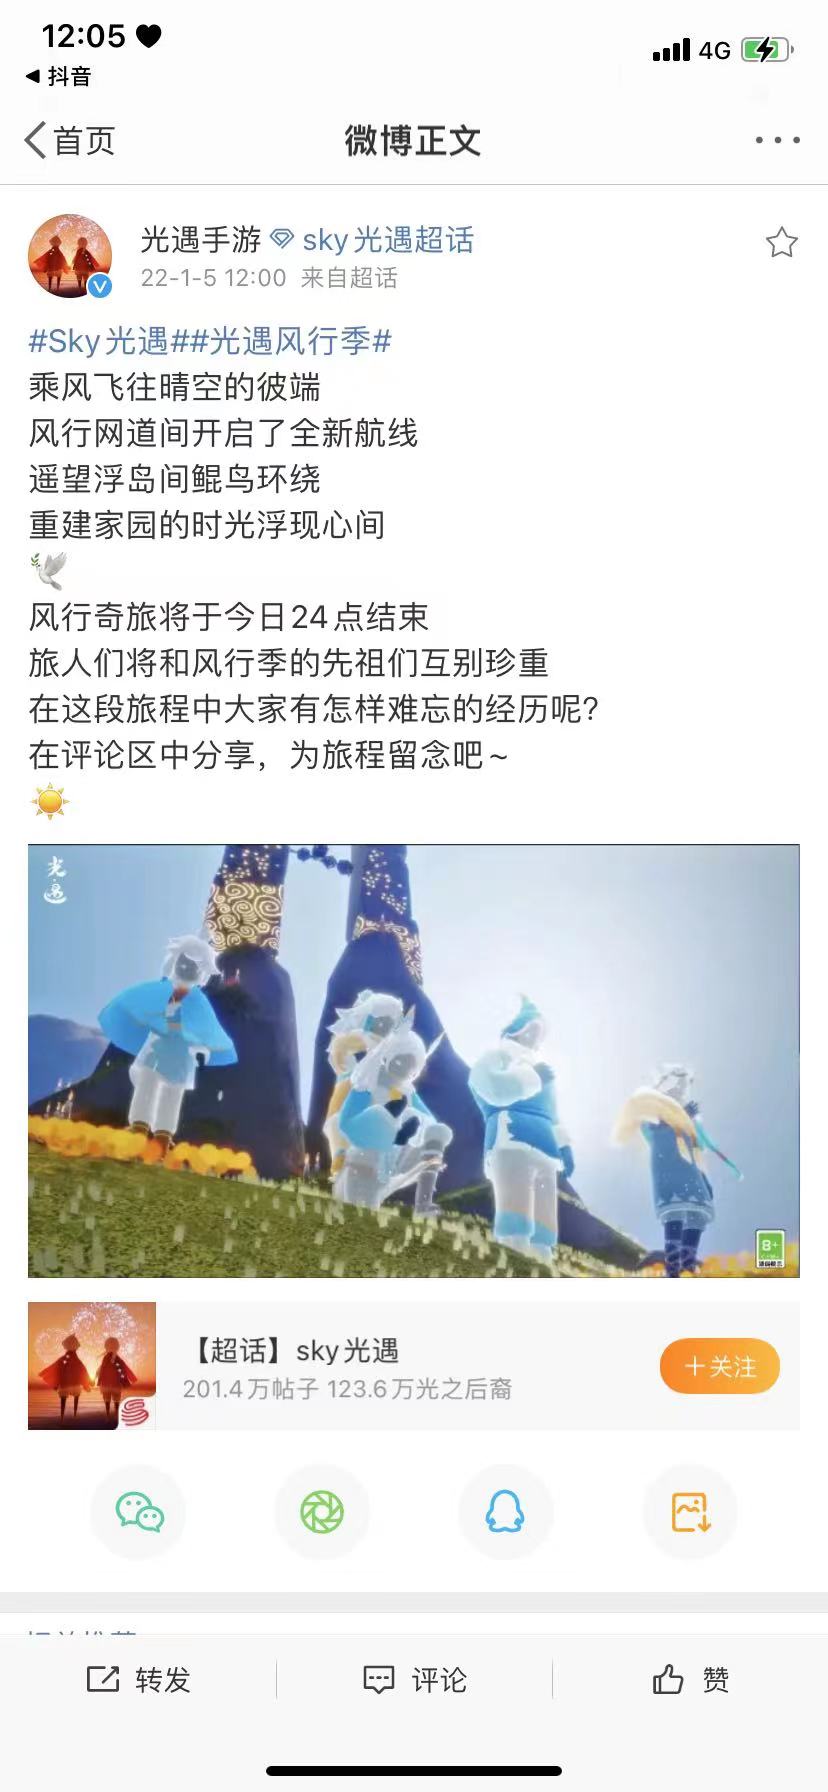 12:05
4G
抖音
首页
微博正文
光遇手游 sky光遇超话
22-1-5 12:00 来自超话
#Sky光遇##光遇风行季#
乘风飞往晴空的彼端
风行网道间开启了全新航线
遥望浮岛间鲲鸟环绕
重建家园的时光浮现心间
风行奇旅将于今日24点结束
旅人们将和风行季的先祖们互别珍重
在这段旅程中大家有怎样难忘的经历呢?
在评论区中分享，为旅程留念吧~
光遇
8+
【超话】sky光遇
201.4万帖子 123.6万光之后裔
+关注
转发
评论
赞